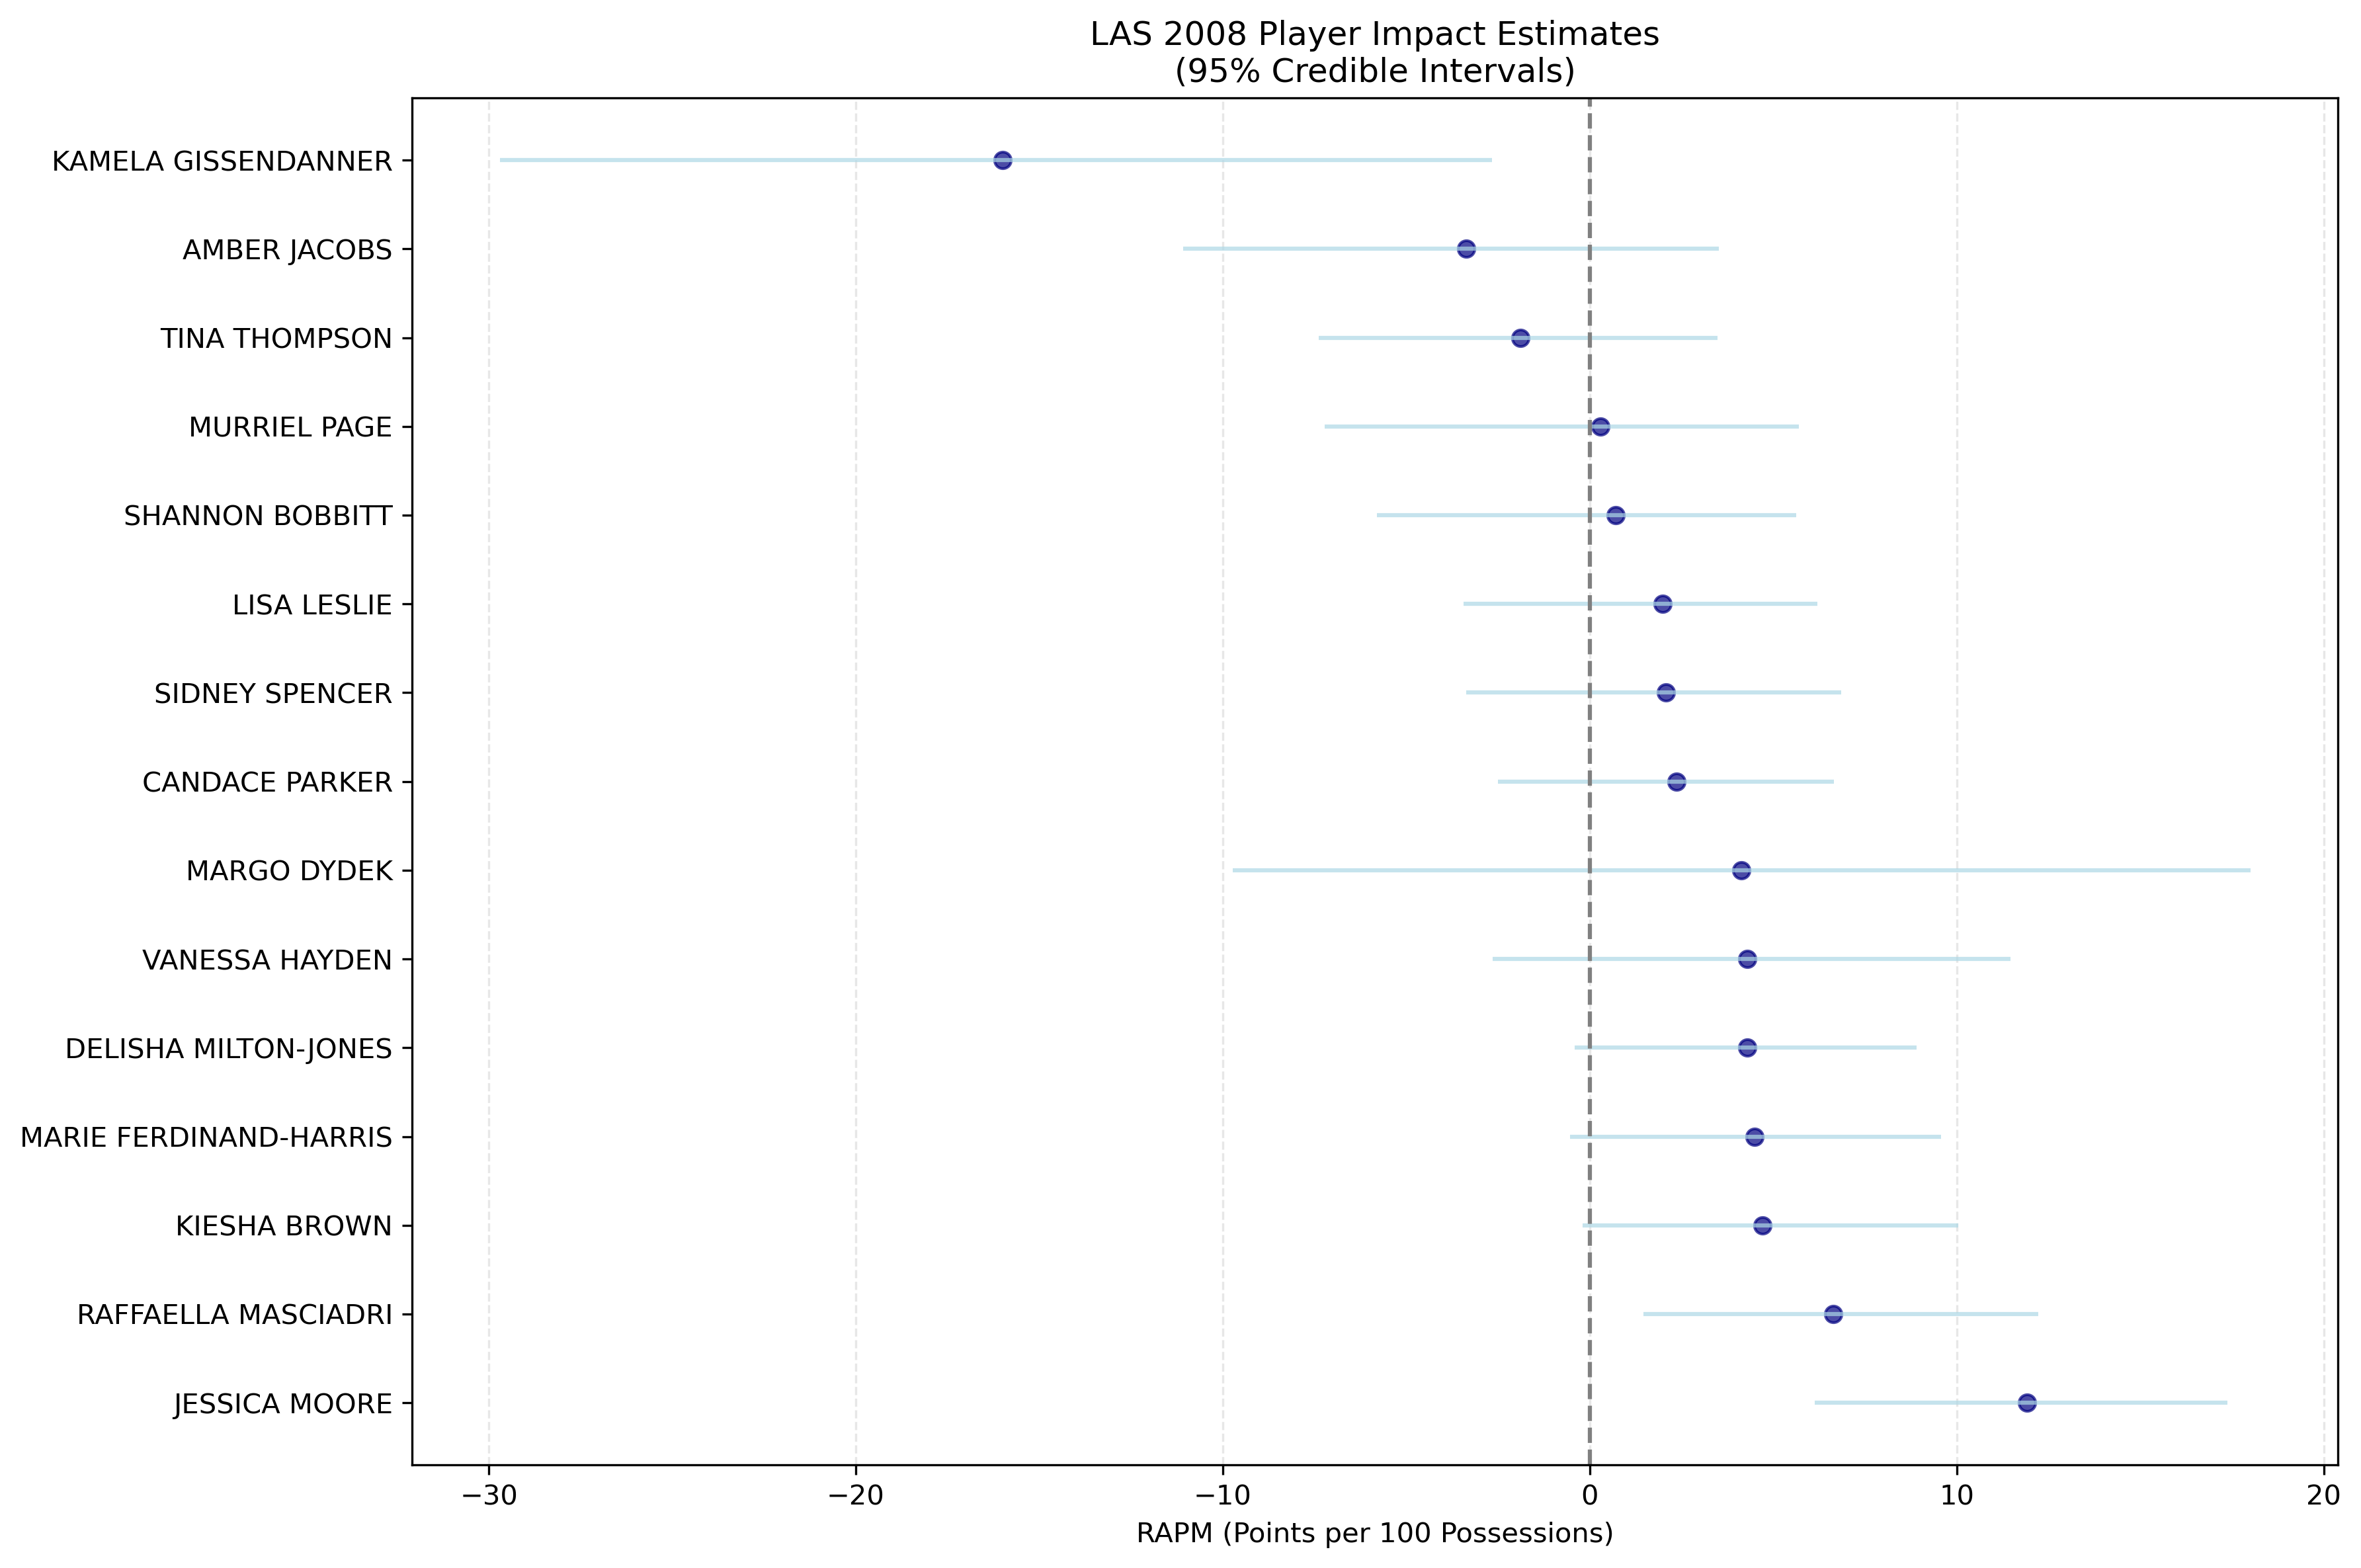 LAS 2008 Player Impact Estimates
(95% Credible Intervals)
KAMELA GISSENDANNER
AMBER JACOBS
TINA THOMPSON
MURRIEL PAGE
SHANNON BOBBITT
LISA LESLIE
SIDNEY SPENCER
CANDACE PARKER
MARGO DYDEK
VANESSA HAYDEN
DELISHA MILTON-JONES
MARIE FERDINAND-HARRIS
KIESHA BROWN
RAFFAELLA MASCIADRI
JESSICA MOORE
−30 −20 −10 0 10 20
RAPM (Points per 100 Possessions)